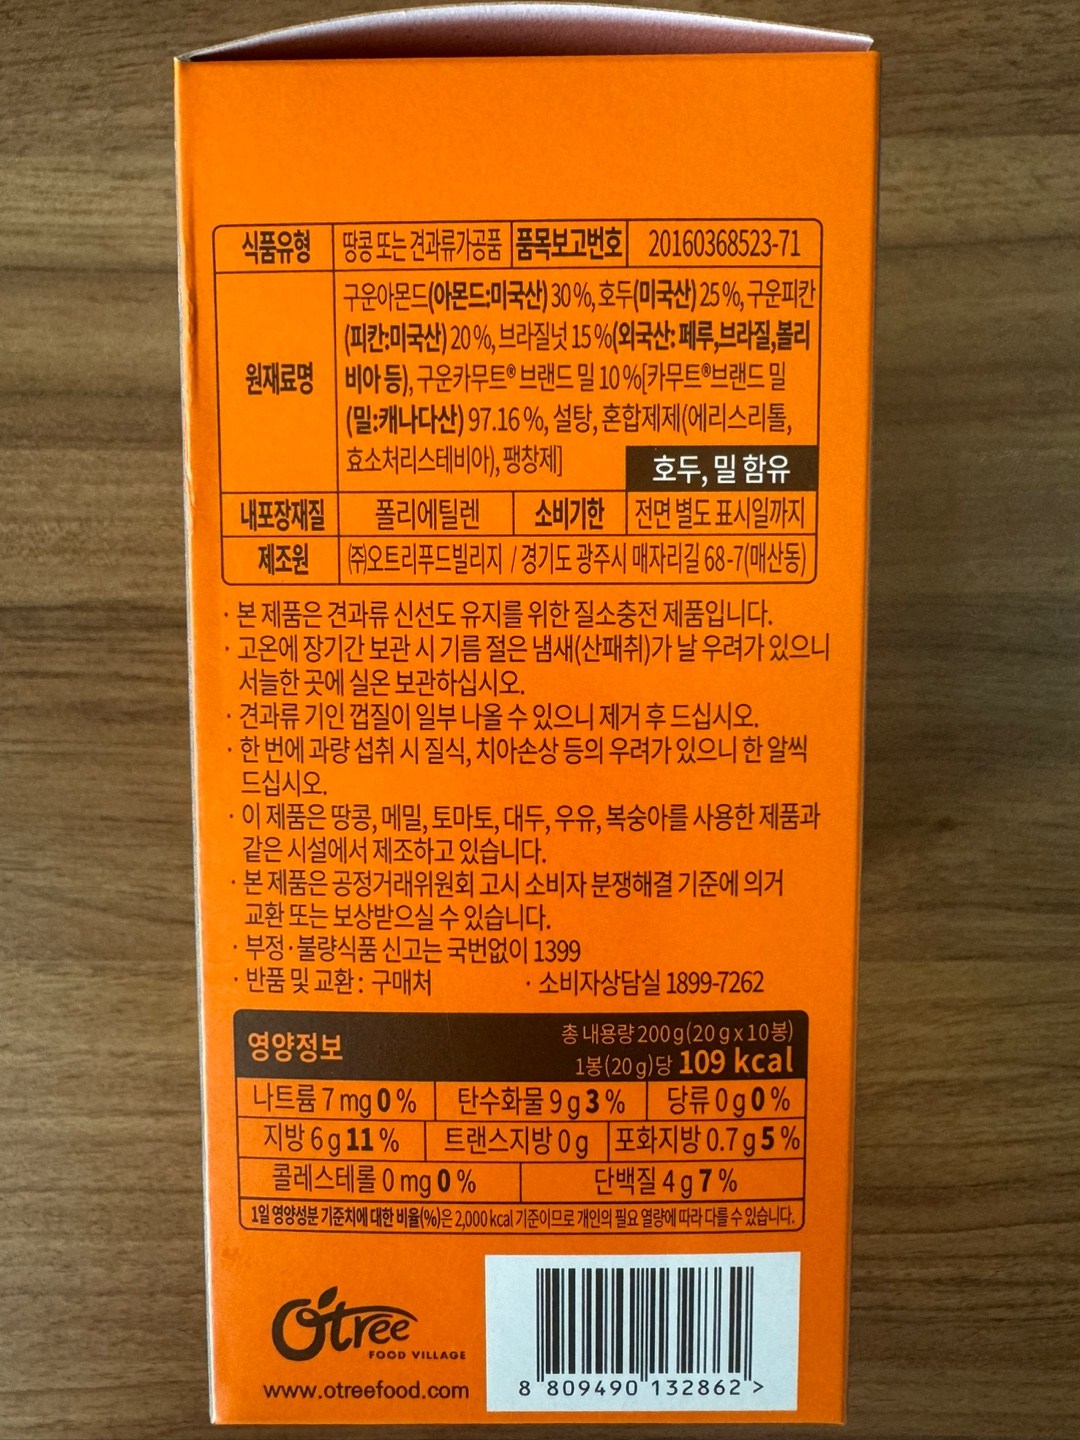 식품유형 땅콩 또는 견과류가공품 품목보고번호 20160368523-71
원재료명
구운아몬드(아몬드:미국산) 30%, 호두(미국산) 25%, 구운피칸
(피칸:미국산) 20%, 브라질넛 15%(외국산: 페루,브라질,볼리
비아 등), 구운카무트® 브랜드 밀 10%[카무트®브랜드 밀
(밀:캐나다산) 97.16%, 설탕, 혼합제제(에리스리톨,
효소처리스테비아), 팽창제]
호두, 밀 함유
내포장재질 폴리에틸렌 소비기한 전면 별도 표시일까지
제조원 ㈜오트리푸드빌리지 / 경기도 광주시 매자리길 68-7(매산동)
· 본 제품은 견과류 신선도 유지를 위한 질소충전 제품입니다.
· 고온에 장기간 보관 시 기름 절은 냄새(산패취)가 날 우려가 있으니
서늘한 곳에 실온 보관하십시오.
· 견과류 기인 껍질이 일부 나올 수 있으니 제거 후 드십시오.
· 한 번에 과량 섭취 시 질식, 치아손상 등의 우려가 있으니 한 알씩
드십시오.
· 이 제품은 땅콩, 메밀, 토마토, 대두, 우유, 복숭아를 사용한 제품과
같은 시설에서 제조하고 있습니다.
· 본 제품은 공정거래위원회 고시 소비자 분쟁해결 기준에 의거
교환 또는 보상받으실 수 있습니다.
· 부정·불량식품 신고는 국번없이 1399
· 반품 및 교환 : 구매처 · 소비자상담실 1899-7262
영양정보
총 내용량 200g(20g x 10봉)
1봉(20g)당 109 kcal
나트륨 7mg 0% 탄수화물 9g 3% 당류 0g 0%
지방 6g 11% 트랜스지방 0g 포화지방 0.7g 5%
콜레스테롤 0mg 0% 단백질 4g 7%
1일 영양성분 기준치에 대한 비율(%)은 2,000kcal 기준이므로 개인의 필요 열량에 따라 다를 수 있습니다.
Otree
FOOD VILLAGE
www.otreefood.com
8 809490 132862 >